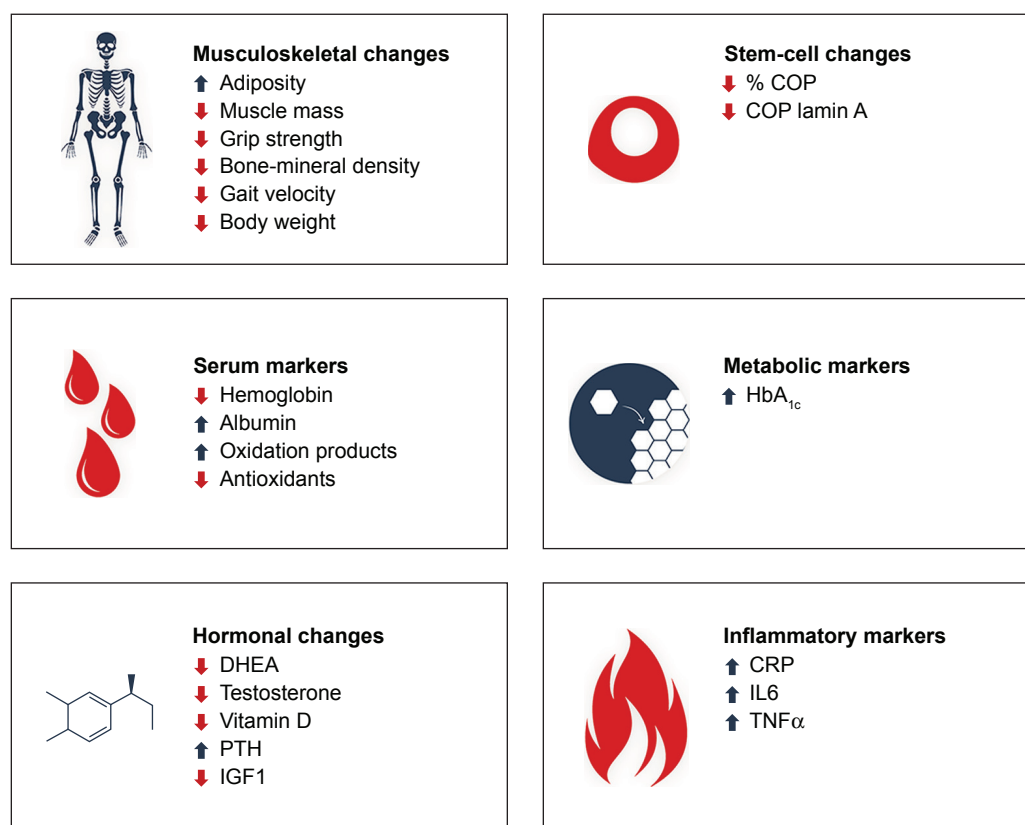 Musculoskeletal changes
Adiposity
Muscle mass
Grip strength
Bone-mineral density
Gait velocity
Body weight
Stem-cell changes
% COP
COP lamin A
Serum markers
Hemoglobin
Albumin
Oxidation products
Antioxidants
Metabolic markers
HbA1c
Hormonal changes
DHEA
Testosterone
Vitamin D
PTH
IGF1
Inflammatory markers
CRP
IL6
TNFα